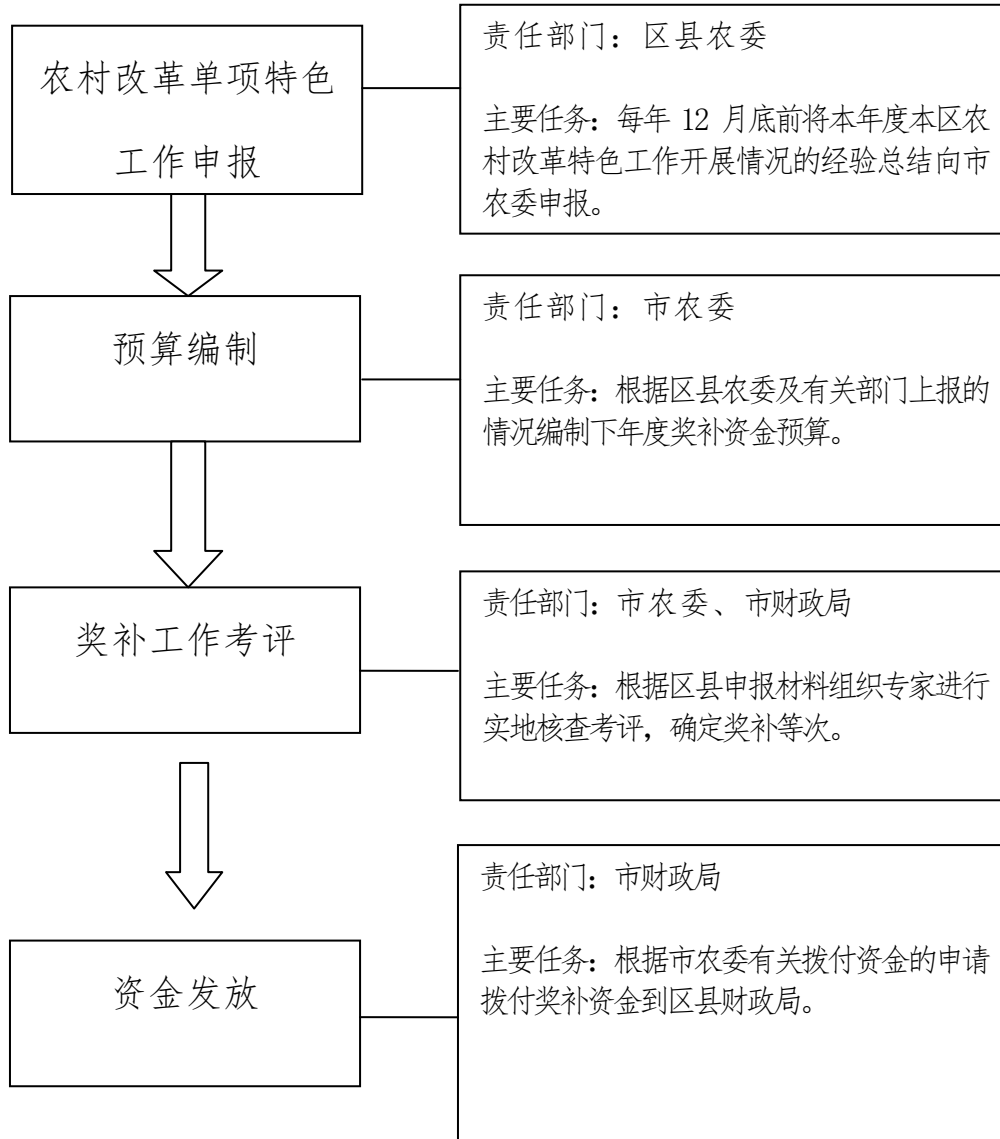 农村改革单项特色
工作申报
责任部门：区县农委
主要任务：每年 12 月底前将本年度本区农
村改革特色工作开展情况的经验总结向市
农委申报。
预算编制
责任部门：市农委
主要任务：根据区县农委及有关部门上报的
情况编制下年度奖补资金预算。
奖补工作考评
责任部门：市农委、市财政局
主要任务：根据区县申报材料组织专家进行
实地核查考评，确定奖补等次。
资金发放
责任部门：市财政局
主要任务：根据市农委有关拨付资金的申请
拨付奖补资金到区县财政局。